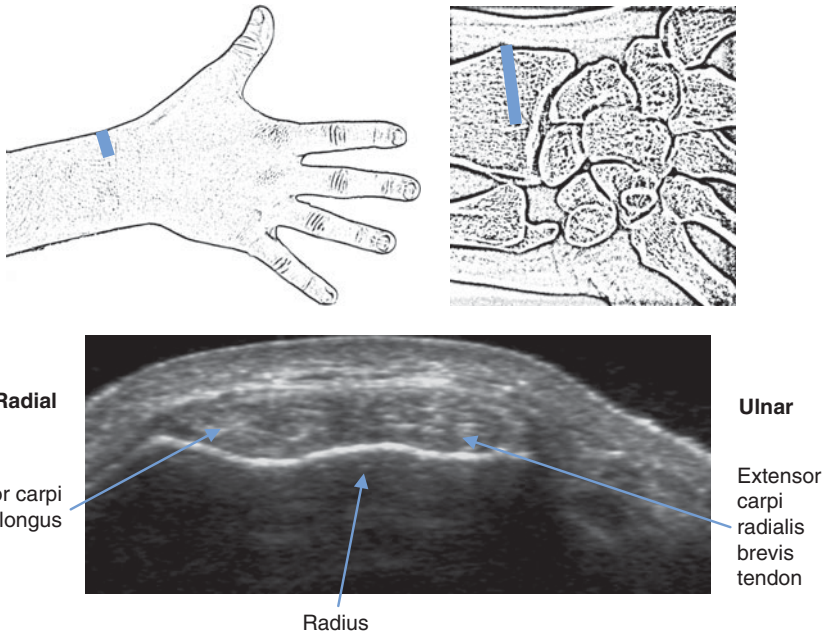 Radial
Ulnar
or carpi
longus
Extensor
carpi
radialis
brevis
tendon
Radius